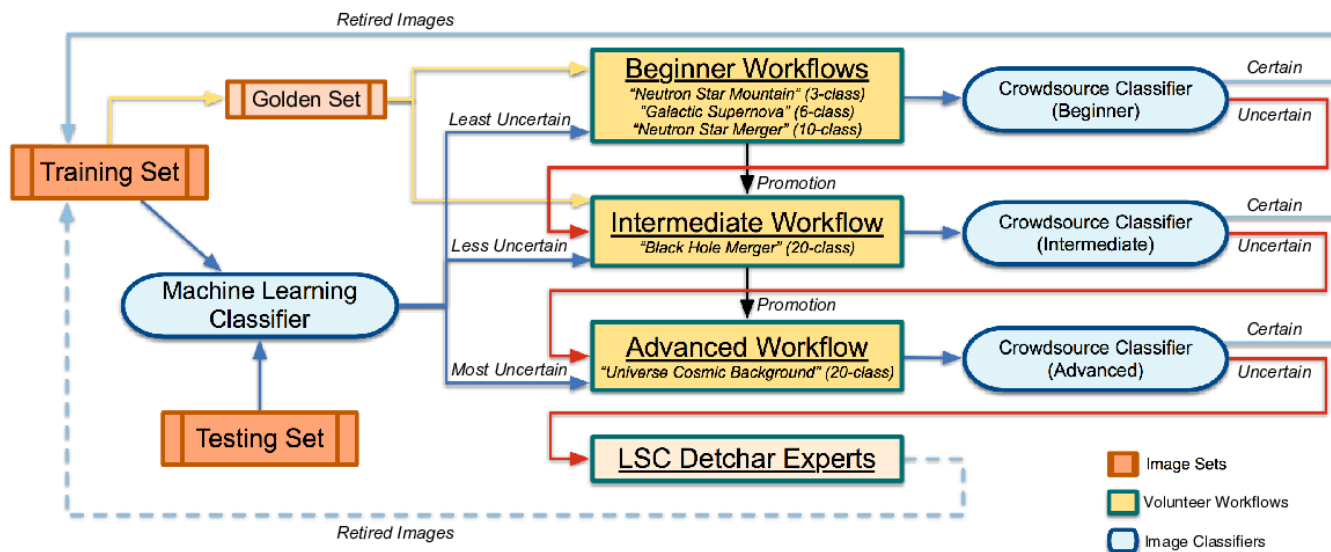 Retired Images
Golden Set
Training Set
Machine Learning
Classifier
Testing Set
Least Uncertain
Less Uncertain
Most Uncertain
Beginner Workflows
“Neutron Star Mountain” (3-class)
“Galactic Supernova” (6-class)
“Neutron Star Merger” (10-class)
Promotion
Intermediate Workflow
“Black Hole Merger” (20-class)
Promotion
Advanced Workflow
“Universe Cosmic Background” (20-class)
LSC Detchar Experts
Crowdsource Classifier
(Beginner)
Certain
Uncertain
Crowdsource Classifier
(Intermediate)
Certain
Uncertain
Crowdsource Classifier
(Advanced)
Certain
Uncertain
Retired Images
Image Sets
Volunteer Workflows
Image Classifiers